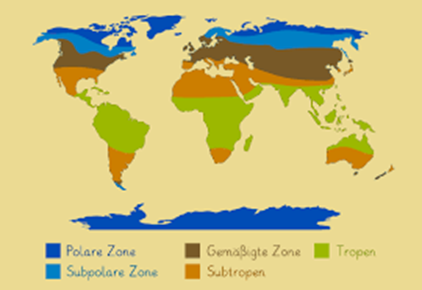 Polare Zone
Gemäßigte Zone
Tropen
Subpolare Zone
Subtropen